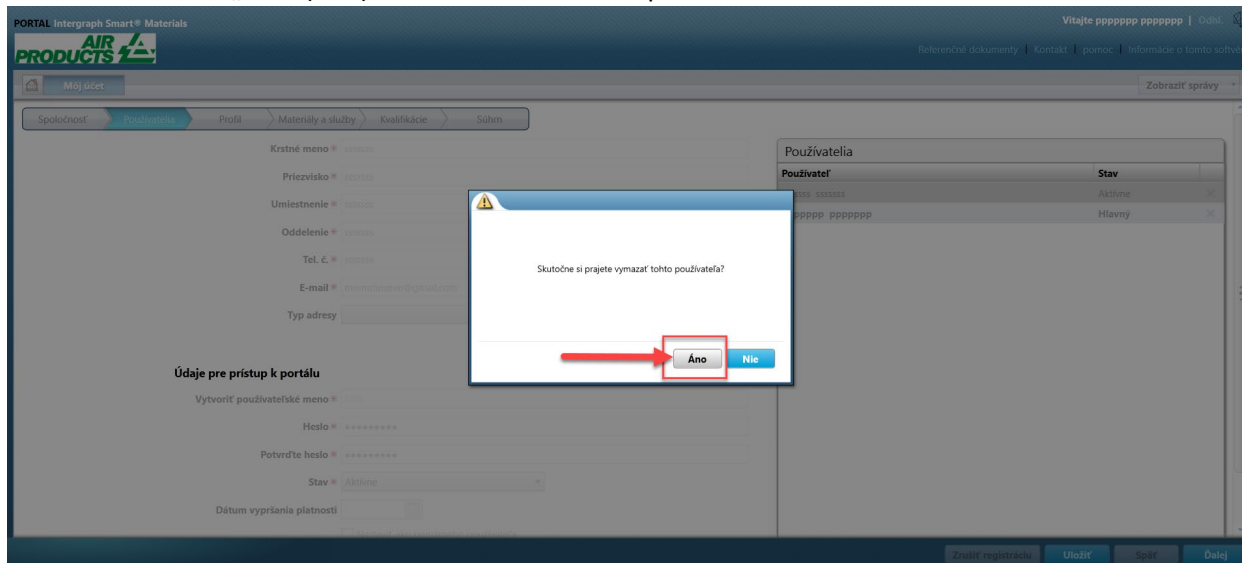 PORTAL Intergraph Smart® Materials
Vitajte ppppppp ppppppp | Odhl.
AIR PRODUCTS
Referenčné dokumenty | Kontakt | pomoc | Informácie o tomto softvé
Môj účet
Zobraziť správy
Spoločnosť Používatelia Profil Materiály a služby Kvalifikácie Súhrn
Krstné meno *
Priezvisko *
Umiestnenie *
Oddelenie *
Tel. č. *
E-mail *
Typ adresy
Údaje pre prístup k portálu
Vytvoriť používateľské meno *
Heslo *
Potvrďte heslo *
Stav * Aktívne
Dátum vypršania platnosti
Používatelia
Používateľ Stav
Aktívne
ppppppp Hlavný
Skutočne si prajete vymazať tohto používateľa?
Áno Nie
Zrušiť registráciu Uložiť Späť Ďalej